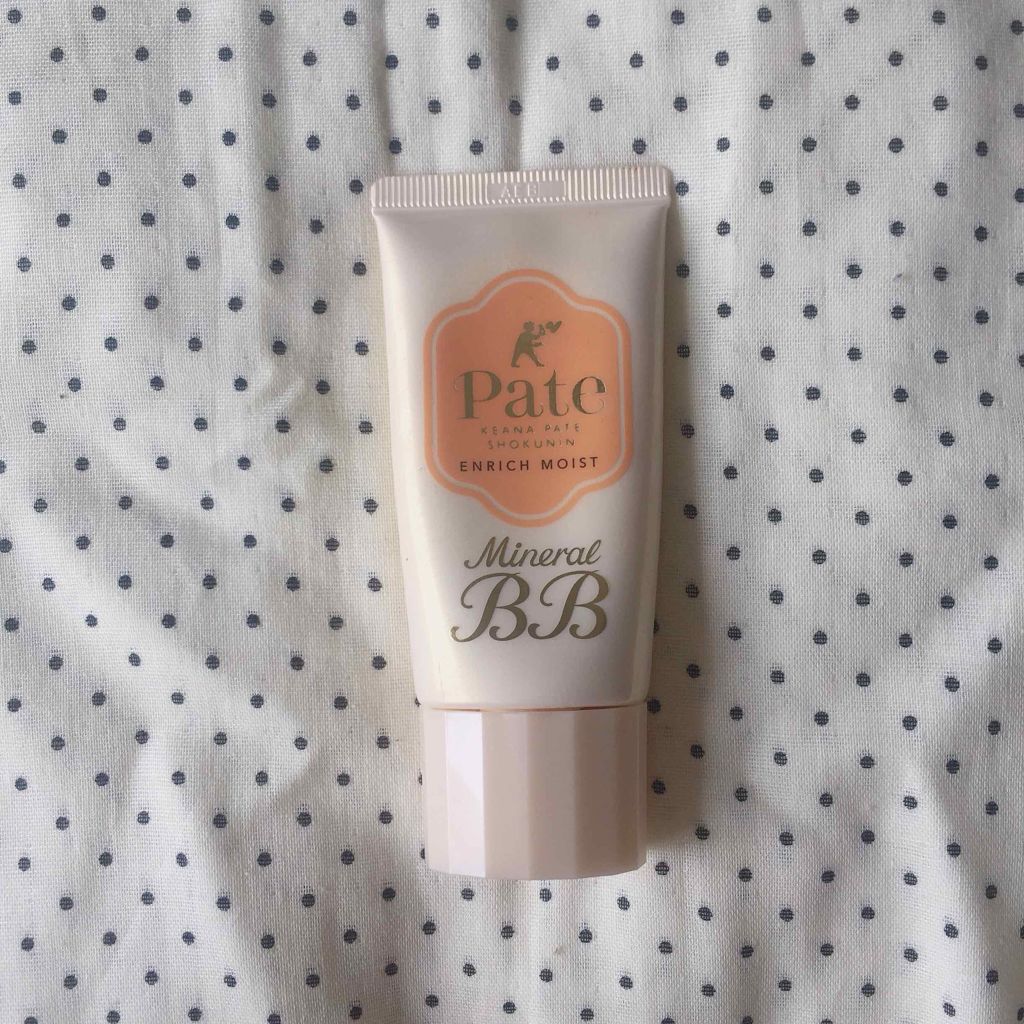 Pate
KEANA PATE
SHOKUNIN
ENRICH MOIST
Mineral
BB